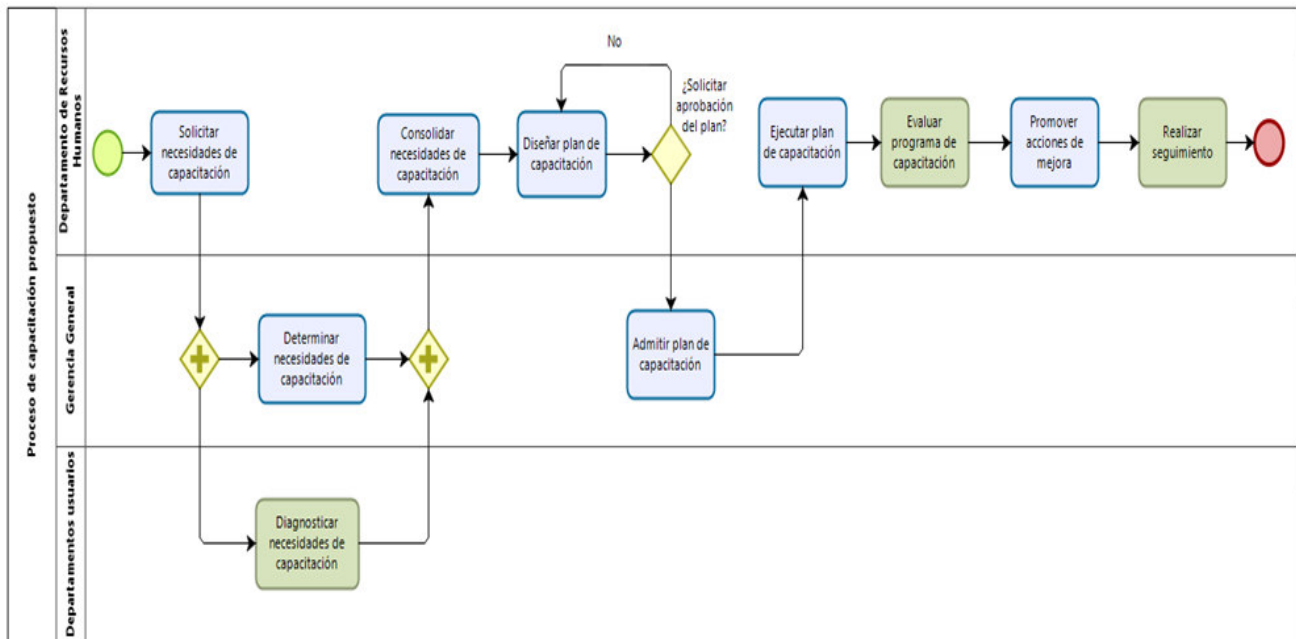 Proceso de capacitación propuesto
Departamento de Recursos
Humanos
Solicitar
necesidades de
capacitación
Consolidar
necesidades de
capacitación
Diseñar plan de
capacitación
No
¿Solicitar
aprobación
del plan?
Ejecutar plan
de capacitación
Evaluar
programa de
capacitación
Promover
acciones de
mejora
Realizar
seguimiento
Gerencia General
Determinar
necesidades de
capacitación
Admitir plan de
capacitación
Departamentos usuarios
Diagnosticar
necesidades de
capacitación